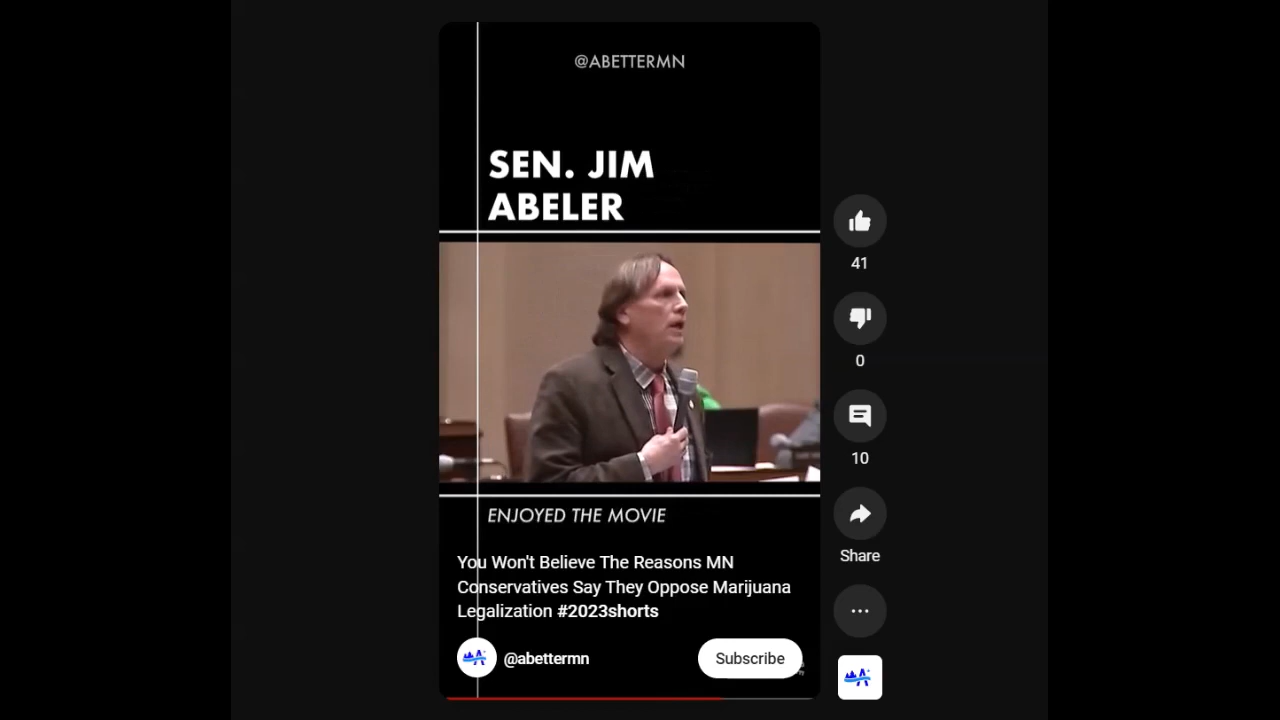 @ABETTERMN
SEN. JIM
ABELER
ENJOYED THE MOVIE
You Won't Believe The Reasons MN
Conservatives Say They Oppose Marijuana
Legalization #2023shorts
@abettermn
Subscribe
41
0
10
Share